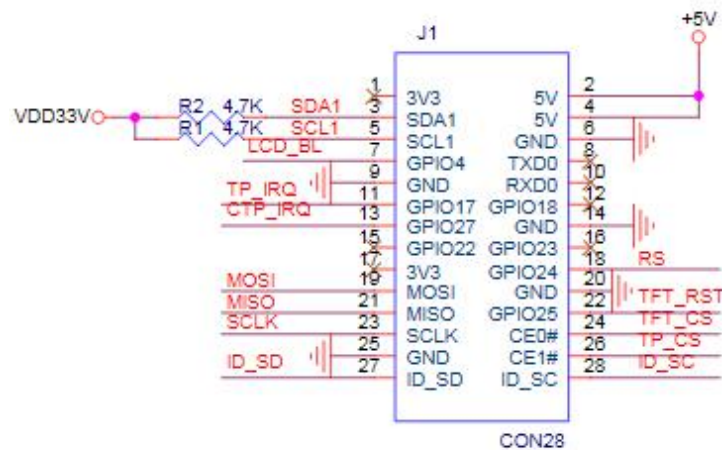 +5V
J1
1 2
3V3 5V
VDD33V R2 4.7K SDA1 3 SDA1 5V 4
R1 4.7K SCL1 5 SCL1 GND 6
LCD_BL 7 GPIO4 TXD0 8
9 GND RXD0 10
TP_IRQ 11 GPIO17 GPIO18 12
CTP_IRQ 13 GPIO27 GND 14
15 GPIO22 GPIO23 16
17 3V3 GPIO24 18 RS
MOSI 19 MOSI GND 20
MISO 21 MISO GPIO25 22 TFT_RST
SCLK 23 SCLK CE0# 24 TFT_CS
25 GND CE1# 26 TP_CS
ID_SD 27 ID_SD ID_SC 28 ID_SC
CON28